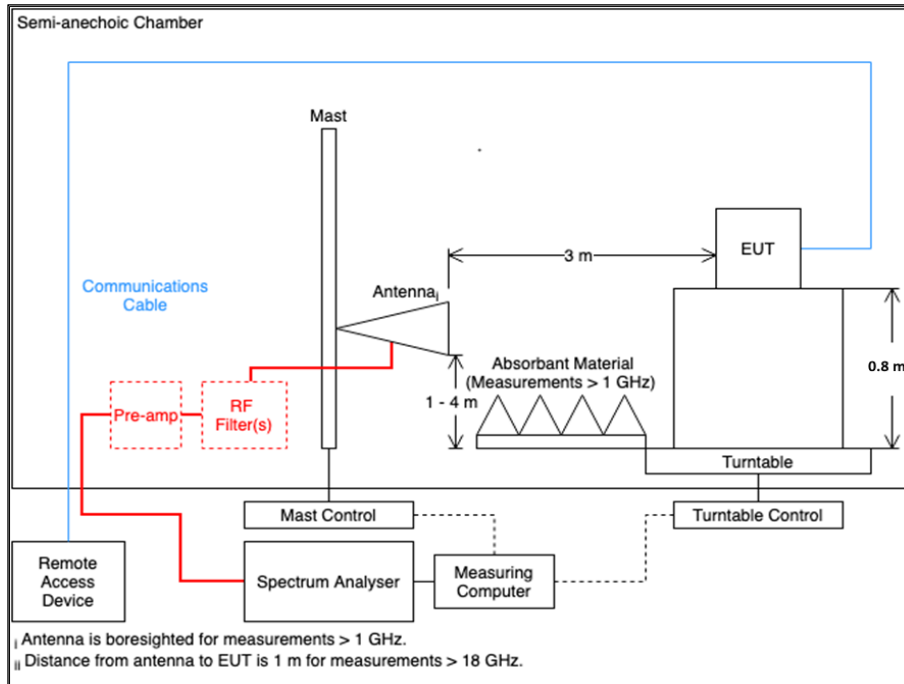 Semi-anechoic Chamber
Mast
EUT
3 m
Communications
Cable
Antennai
0.8 m
Absorbant Material
(Measurements > 1 GHz)
1 - 4 m
Pre-amp
RF
Filter(s)
Turntable
Mast Control
Turntable Control
Remote
Access
Device
Spectrum Analyser
Measuring
Computer
i Antenna is boresighted for measurements > 1 GHz.
ii Distance from antenna to EUT is 1 m for measurements > 18 GHz.